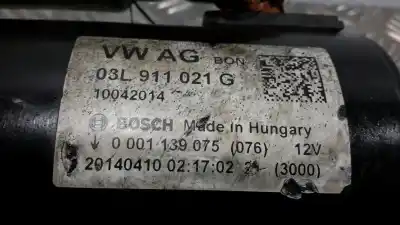 VW AG BON
03L 911 021 G
10042014
BOSCH Made in Hungary
↓ 0 001 139 075 (076) 12V
20140410 02:17:02 (3000)